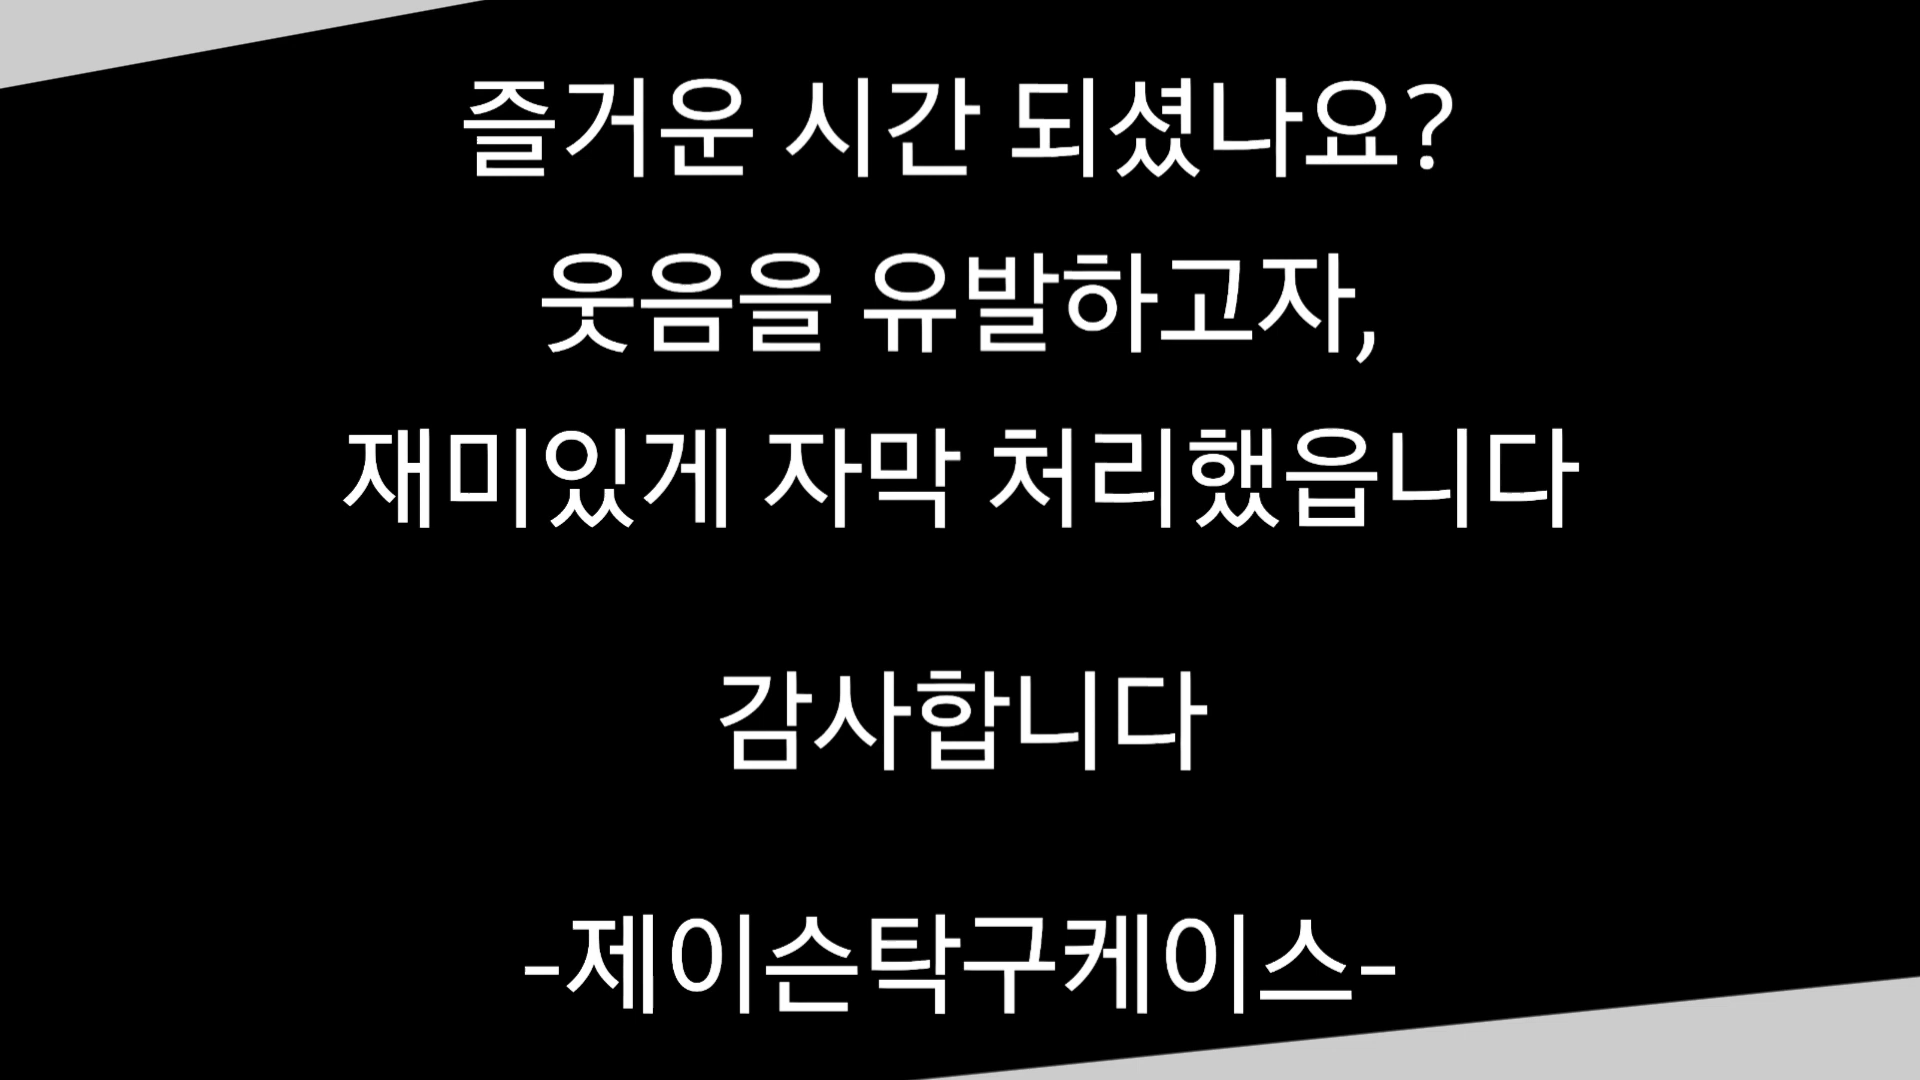 즐거운 시간 되셨나요?
웃음을 유발하고자,
재미있게 자막 처리했읍니다
감사합니다
-제이슨탁구케이스-